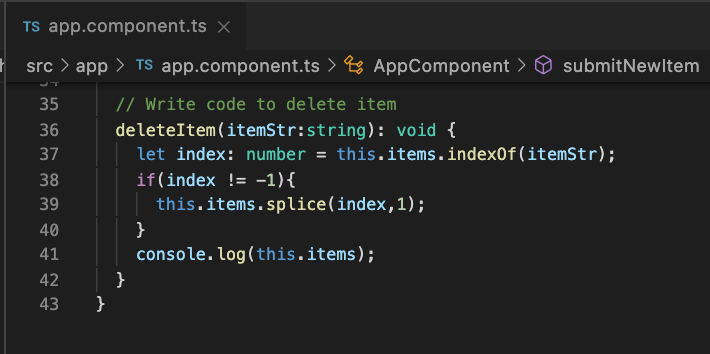 TS app.component.ts ×
src > app > TS app.component.ts > AppComponent > submitNewItem
35 // Write code to delete item
36 deleteItem(itemStr:string): void {
37 let index: number = this.items.indexOf(itemStr);
38 if(index != -1){
39 this.items.splice(index,1);
40 }
41 console.log(this.items);
42 }
43 }